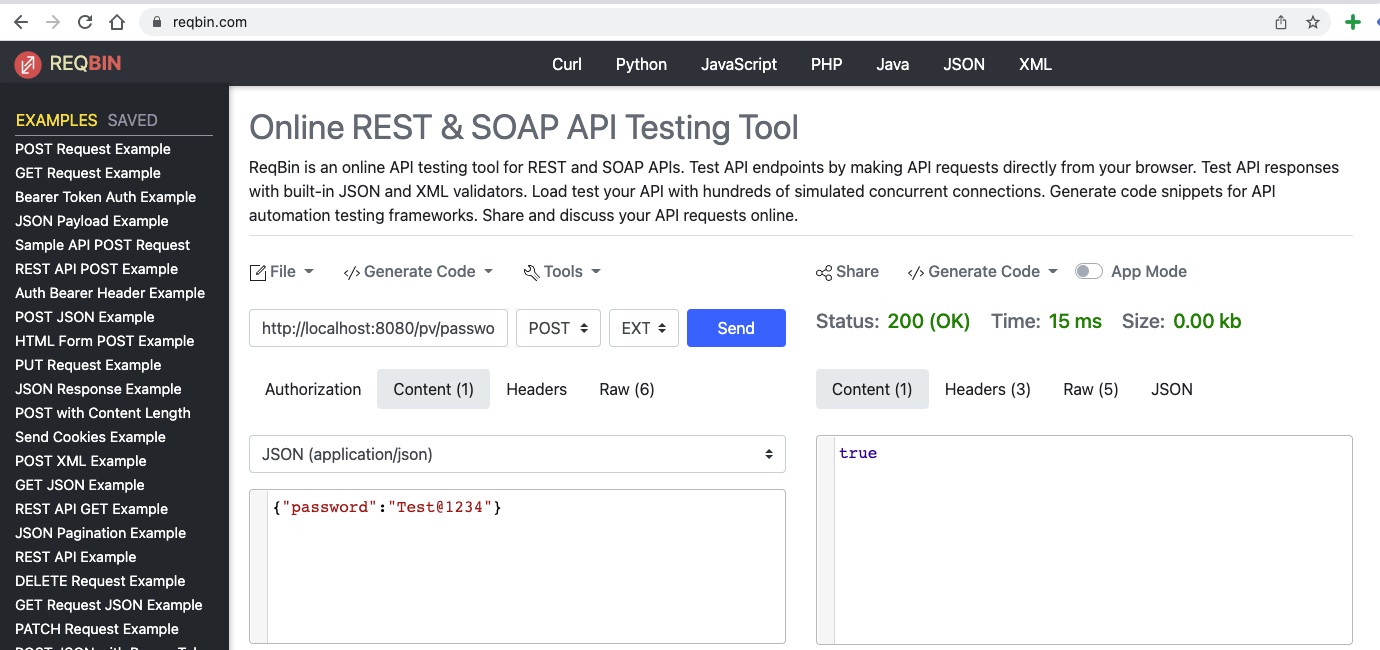 reqbin.com
REQBIN
Curl Python JavaScript PHP Java JSON XML
EXAMPLES SAVED
POST Request Example
GET Request Example
Bearer Token Auth Example
JSON Payload Example
Sample API POST Request
REST API POST Example
Auth Bearer Header Example
POST JSON Example
HTML Form POST Example
PUT Request Example
JSON Response Example
POST with Content Length
Send Cookies Example
POST XML Example
GET JSON Example
REST API GET Example
JSON Pagination Example
REST API Example
DELETE Request Example
GET Request JSON Example
PATCH Request Example
Online REST & SOAP API Testing Tool
ReqBin is an online API testing tool for REST and SOAP APIs. Test API endpoints by making API requests directly from your browser. Test API responses
with built-in JSON and XML validators. Load test your API with hundreds of simulated concurrent connections. Generate code snippets for API
automation testing frameworks. Share and discuss your API requests online.
File Generate Code Tools
http://localhost:8080/pv/passwo POST EXT Send
Authorization Content (1) Headers Raw (6)
JSON (application/json)
{"password":"Test@1234"}
Share Generate Code App Mode
Status: 200 (OK) Time: 15 ms Size: 0.00 kb
Content (1) Headers (3) Raw (5) JSON
true